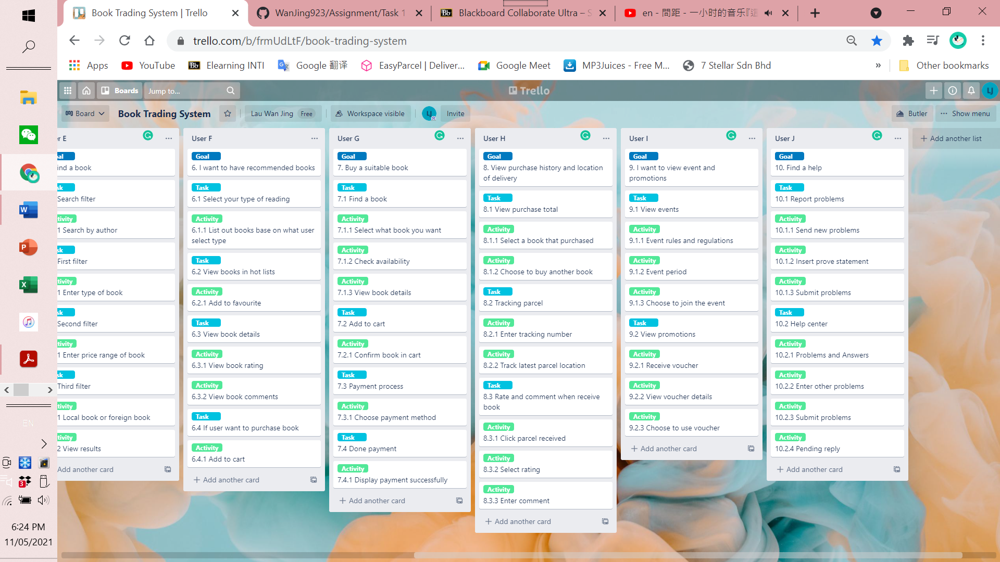 Book Trading System | Trello
WanJing923/Assignment/Task 1
Blackboard Collaborate Ultra – S
en - 間距 - 一小时的音乐『這
trello.com/b/frmUdLtF/book-trading-system
Apps
YouTube
Elearning INTI
Google 翻译
EasyParcel | Deliver...
Google Meet
MP3Juices - Free M...
7 Stellar Sdn Bhd
»
Other bookmarks
Boards
Jump to...
Trello
LJ
Board
Book Trading System
Lau Wan Jing Free
Workspace visible
LJ
Invite
Butler
Show menu
r E
al
ind a book
sk
Search filter
tivity
1 Search by author
sk
First filter
tivity
1 Enter type of book
sk
Second filter
tivity
1 Enter price range of book
sk
Third filter
tivity
1 Local book or foreign book
tivity
2 View results
Add another card
User F
Goal
6. I want to have recommended books
Task
6.1 Select your type of reading
Activity
6.1.1 List out books base on what user
select type
Task
6.2 View books in hot lists
Activity
6.2.1 Add to favourite
Task
6.3 View book details
Activity
6.3.1 View book rating
Activity
6.3.2 View book comments
Task
6.4 If user want to purchase book
Activity
6.4.1 Add to cart
+ Add another card
User G
Goal
7. Buy a suitable book
Task
7.1 Find a book
Activity
7.1.1 Select what book you want
Activity
7.1.2 Check availability
Activity
7.1.3 View book details
Task
7.2 Add to cart
Activity
7.2.1 Confirm book in cart
Task
7.3 Payment process
Activity
7.3.1 Choose payment method
Task
7.4 Done payment
Activity
7.4.1 Display payment successfully
+ Add another card
User H
Goal
8. View purchase history and location
of delivery
Task
8.1 View purchase total
Activity
8.1.1 Select a book that purchased
Activity
8.1.2 Choose to buy another book
Task
8.2 Tracking parcel
Activity
8.2.1 Enter tracking number
Activity
8.2.2 Track latest parcel location
Task
8.3 Rate and comment when receive
book
Activity
8.3.1 Click parcel received
Activity
8.3.2 Select rating
Activity
8.3.3 Enter comment
+ Add another card
User I
Goal
9. I want to view event and
promotions
Task
9.1 View events
Activity
9.1.1 Event rules and regulations
Activity
9.1.2 Event period
Activity
9.1.3 Choose to join the event
Task
9.2 View promotions
Activity
9.2.1 Receive voucher
Activity
9.2.2 View voucher details
Activity
9.2.3 Choose to use voucher
+ Add another card
User J
Goal
10. Find a help
Task
10.1 Report problems
Activity
10.1.1 Send new problems
Activity
10.1.2 Insert prove statement
Activity
10.1.3 Submit problems
Task
10.2 Help center
Activity
10.2.1 Problems and Answers
Activity
10.2.2 Enter other problems
Activity
10.2.3 Submit problems
Activity
10.2.4 Pending reply
+ Add another card
+ Add another list
EN
3
6:24 PM
11/05/2021